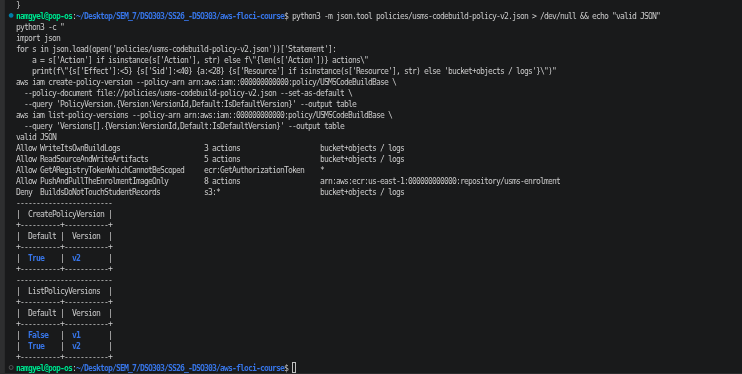 }
namgyel@pop-os:~/Desktop/SEM_7/DSO303/SS26_-DSO303/aws-floci-course$ python3 -m json.tool policies/usms-codebuild-policy-v2.json > /dev/null && echo "valid JSON"
python3 -c "
import json
for s in json.load(open('policies/usms-codebuild-policy-v2.json'))['Statement']:
    a = s['Action'] if isinstance(s['Action'], str) else f\"{len(s['Action'])} actions\"
    print(f\"{s['Effect']:<5} {s['Sid']:<40} {a:<28} {s['Resource'] if isinstance(s['Resource'], str) else 'bucket+objects / logs'}\")"
aws iam create-policy-version --policy-arn arn:aws:iam::000000000000:policy/USMSCodeBuildBase \
  --policy-document file://policies/usms-codebuild-policy-v2.json --set-as-default \
  --query 'PolicyVersion.{Version:VersionId,Default:IsDefaultVersion}' --output table
aws iam list-policy-versions --policy-arn arn:aws:iam::000000000000:policy/USMSCodeBuildBase \
  --query 'Versions[].{Version:VersionId,Default:IsDefaultVersion}' --output table
valid JSON
Allow WriteItsOwnBuildLogs                     3 actions                    bucket+objects / logs
Allow ReadSourceAndWriteArtifacts              5 actions                    bucket+objects / logs
Allow GetARegistryTokenWhichCannotBeScoped     ecr:GetAuthorizationToken    *
Allow PushAndPullTheEnrolmentImageOnly         8 actions                    arn:aws:ecr:us-east-1:000000000000:repository/usms-enrolment
Deny  BuildsDoNotTouchStudentRecords           s3:*                         bucket+objects / logs
------------------------
|  CreatePolicyVersion |
+----------+-----------+
|  Default |  Version  |
+----------+-----------+
|  True    |  v2       |
+----------+-----------+
------------------------
|  ListPolicyVersions  |
+----------+-----------+
|  Default |  Version  |
+----------+-----------+
|  False   |  v1       |
|  True    |  v2       |
+----------+-----------+
namgyel@pop-os:~/Desktop/SEM_7/DSO303/SS26_-DSO303/aws-floci-course$